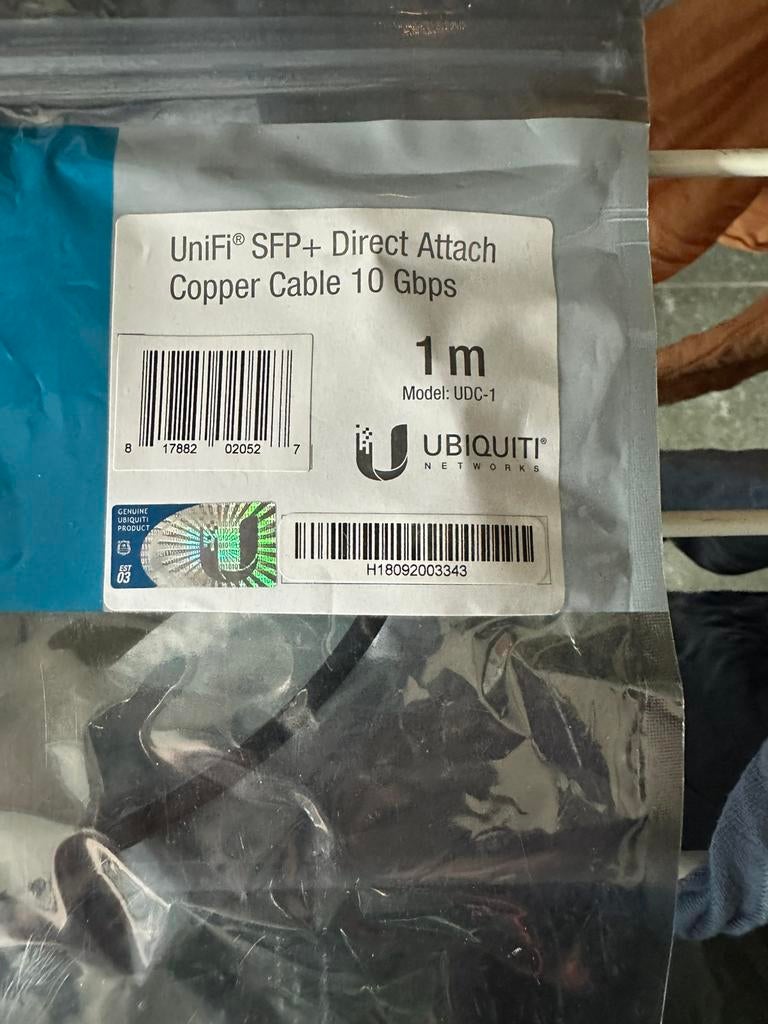 UniFi® SFP+ Direct Attach
Copper Cable 10 Gbps
1 m
Model: UDC-1
8 17882 02052 7
UBIQUITI®
NETWORKS
GENUINE
UBIQUITI
PRODUCT
EST
03
H18092003343